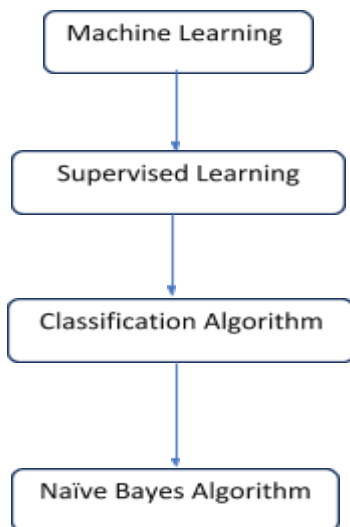 Machine Learning
Supervised Learning
Classification Algorithm
Naïve Bayes Algorithm